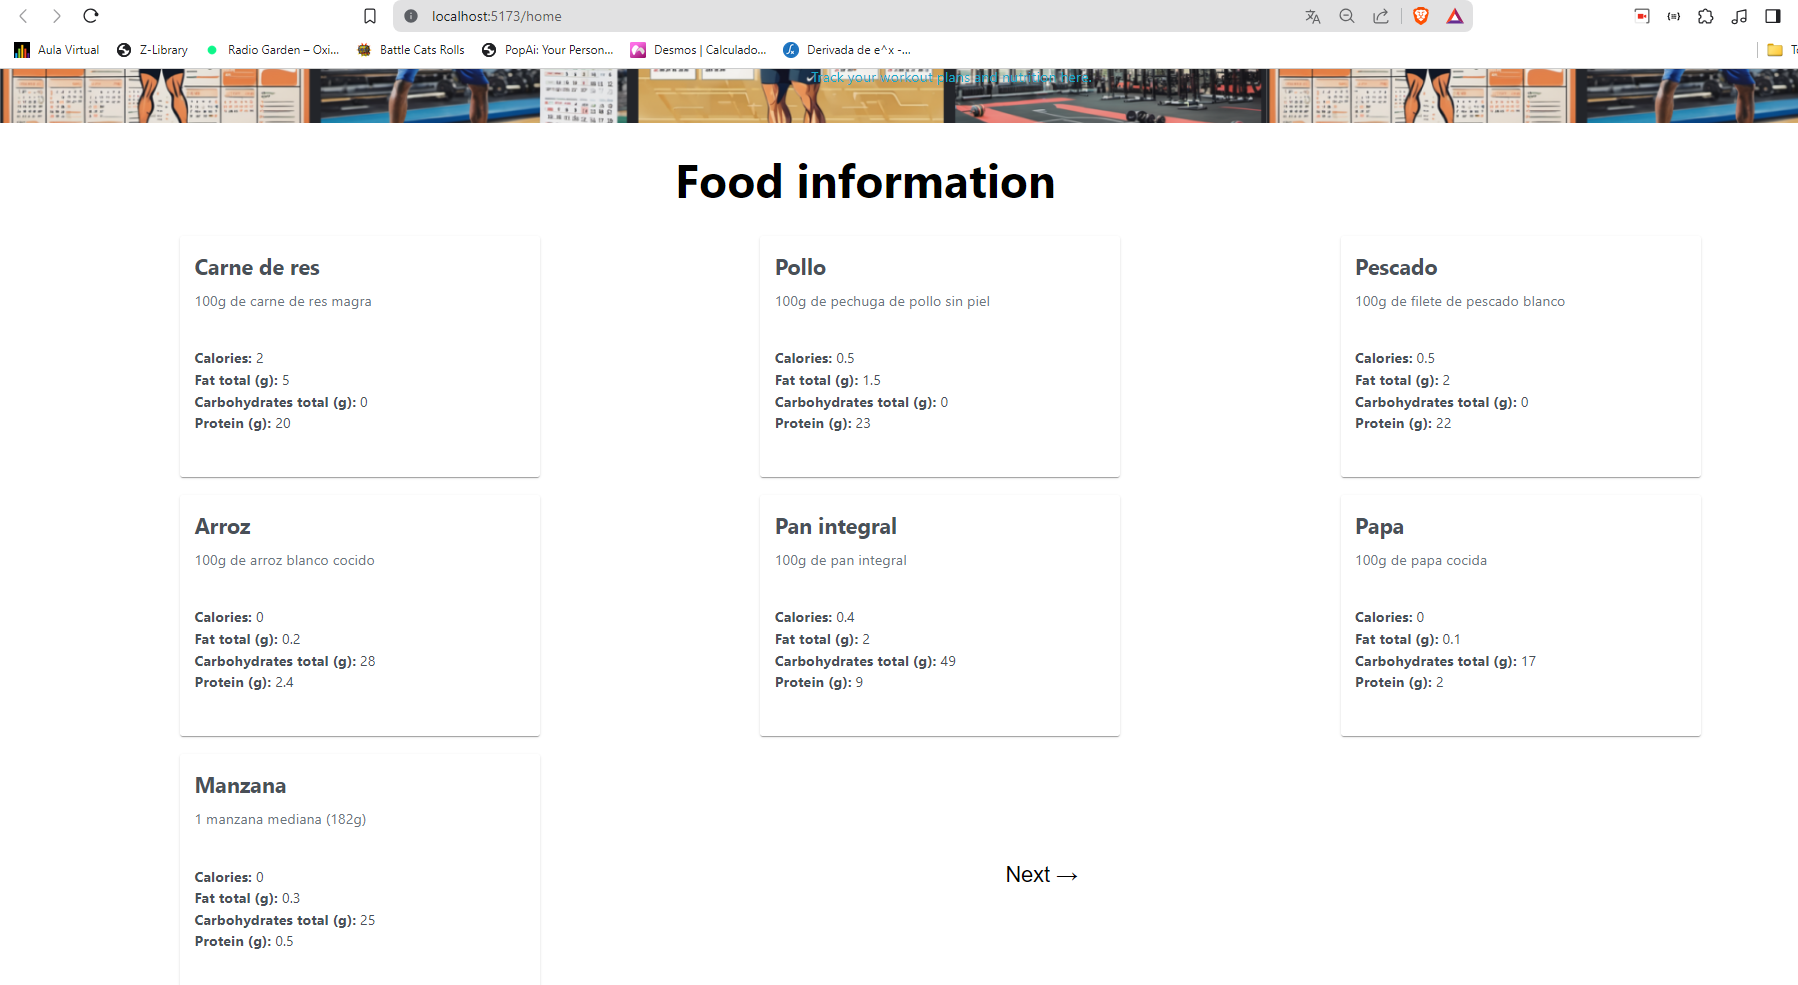 localhost:5173/home
Aula Virtual Z-Library Radio Garden – Oxi... Battle Cats Rolls PopAi: Your Person... Desmos | Calculado... Derivada de e^x -...
Track your workout plans and nutrition here.
Food information
Carne de res
100g de carne de res magra
Calories: 2
Fat total (g): 5
Carbohydrates total (g): 0
Protein (g): 20
Pollo
100g de pechuga de pollo sin piel
Calories: 0.5
Fat total (g): 1.5
Carbohydrates total (g): 0
Protein (g): 23
Pescado
100g de filete de pescado blanco
Calories: 0.5
Fat total (g): 2
Carbohydrates total (g): 0
Protein (g): 22
Arroz
100g de arroz blanco cocido
Calories: 0
Fat total (g): 0.2
Carbohydrates total (g): 28
Protein (g): 2.4
Pan integral
100g de pan integral
Calories: 0.4
Fat total (g): 2
Carbohydrates total (g): 49
Protein (g): 9
Papa
100g de papa cocida
Calories: 0
Fat total (g): 0.1
Carbohydrates total (g): 17
Protein (g): 2
Manzana
1 manzana mediana (182g)
Calories: 0
Fat total (g): 0.3
Carbohydrates total (g): 25
Protein (g): 0.5
Next →